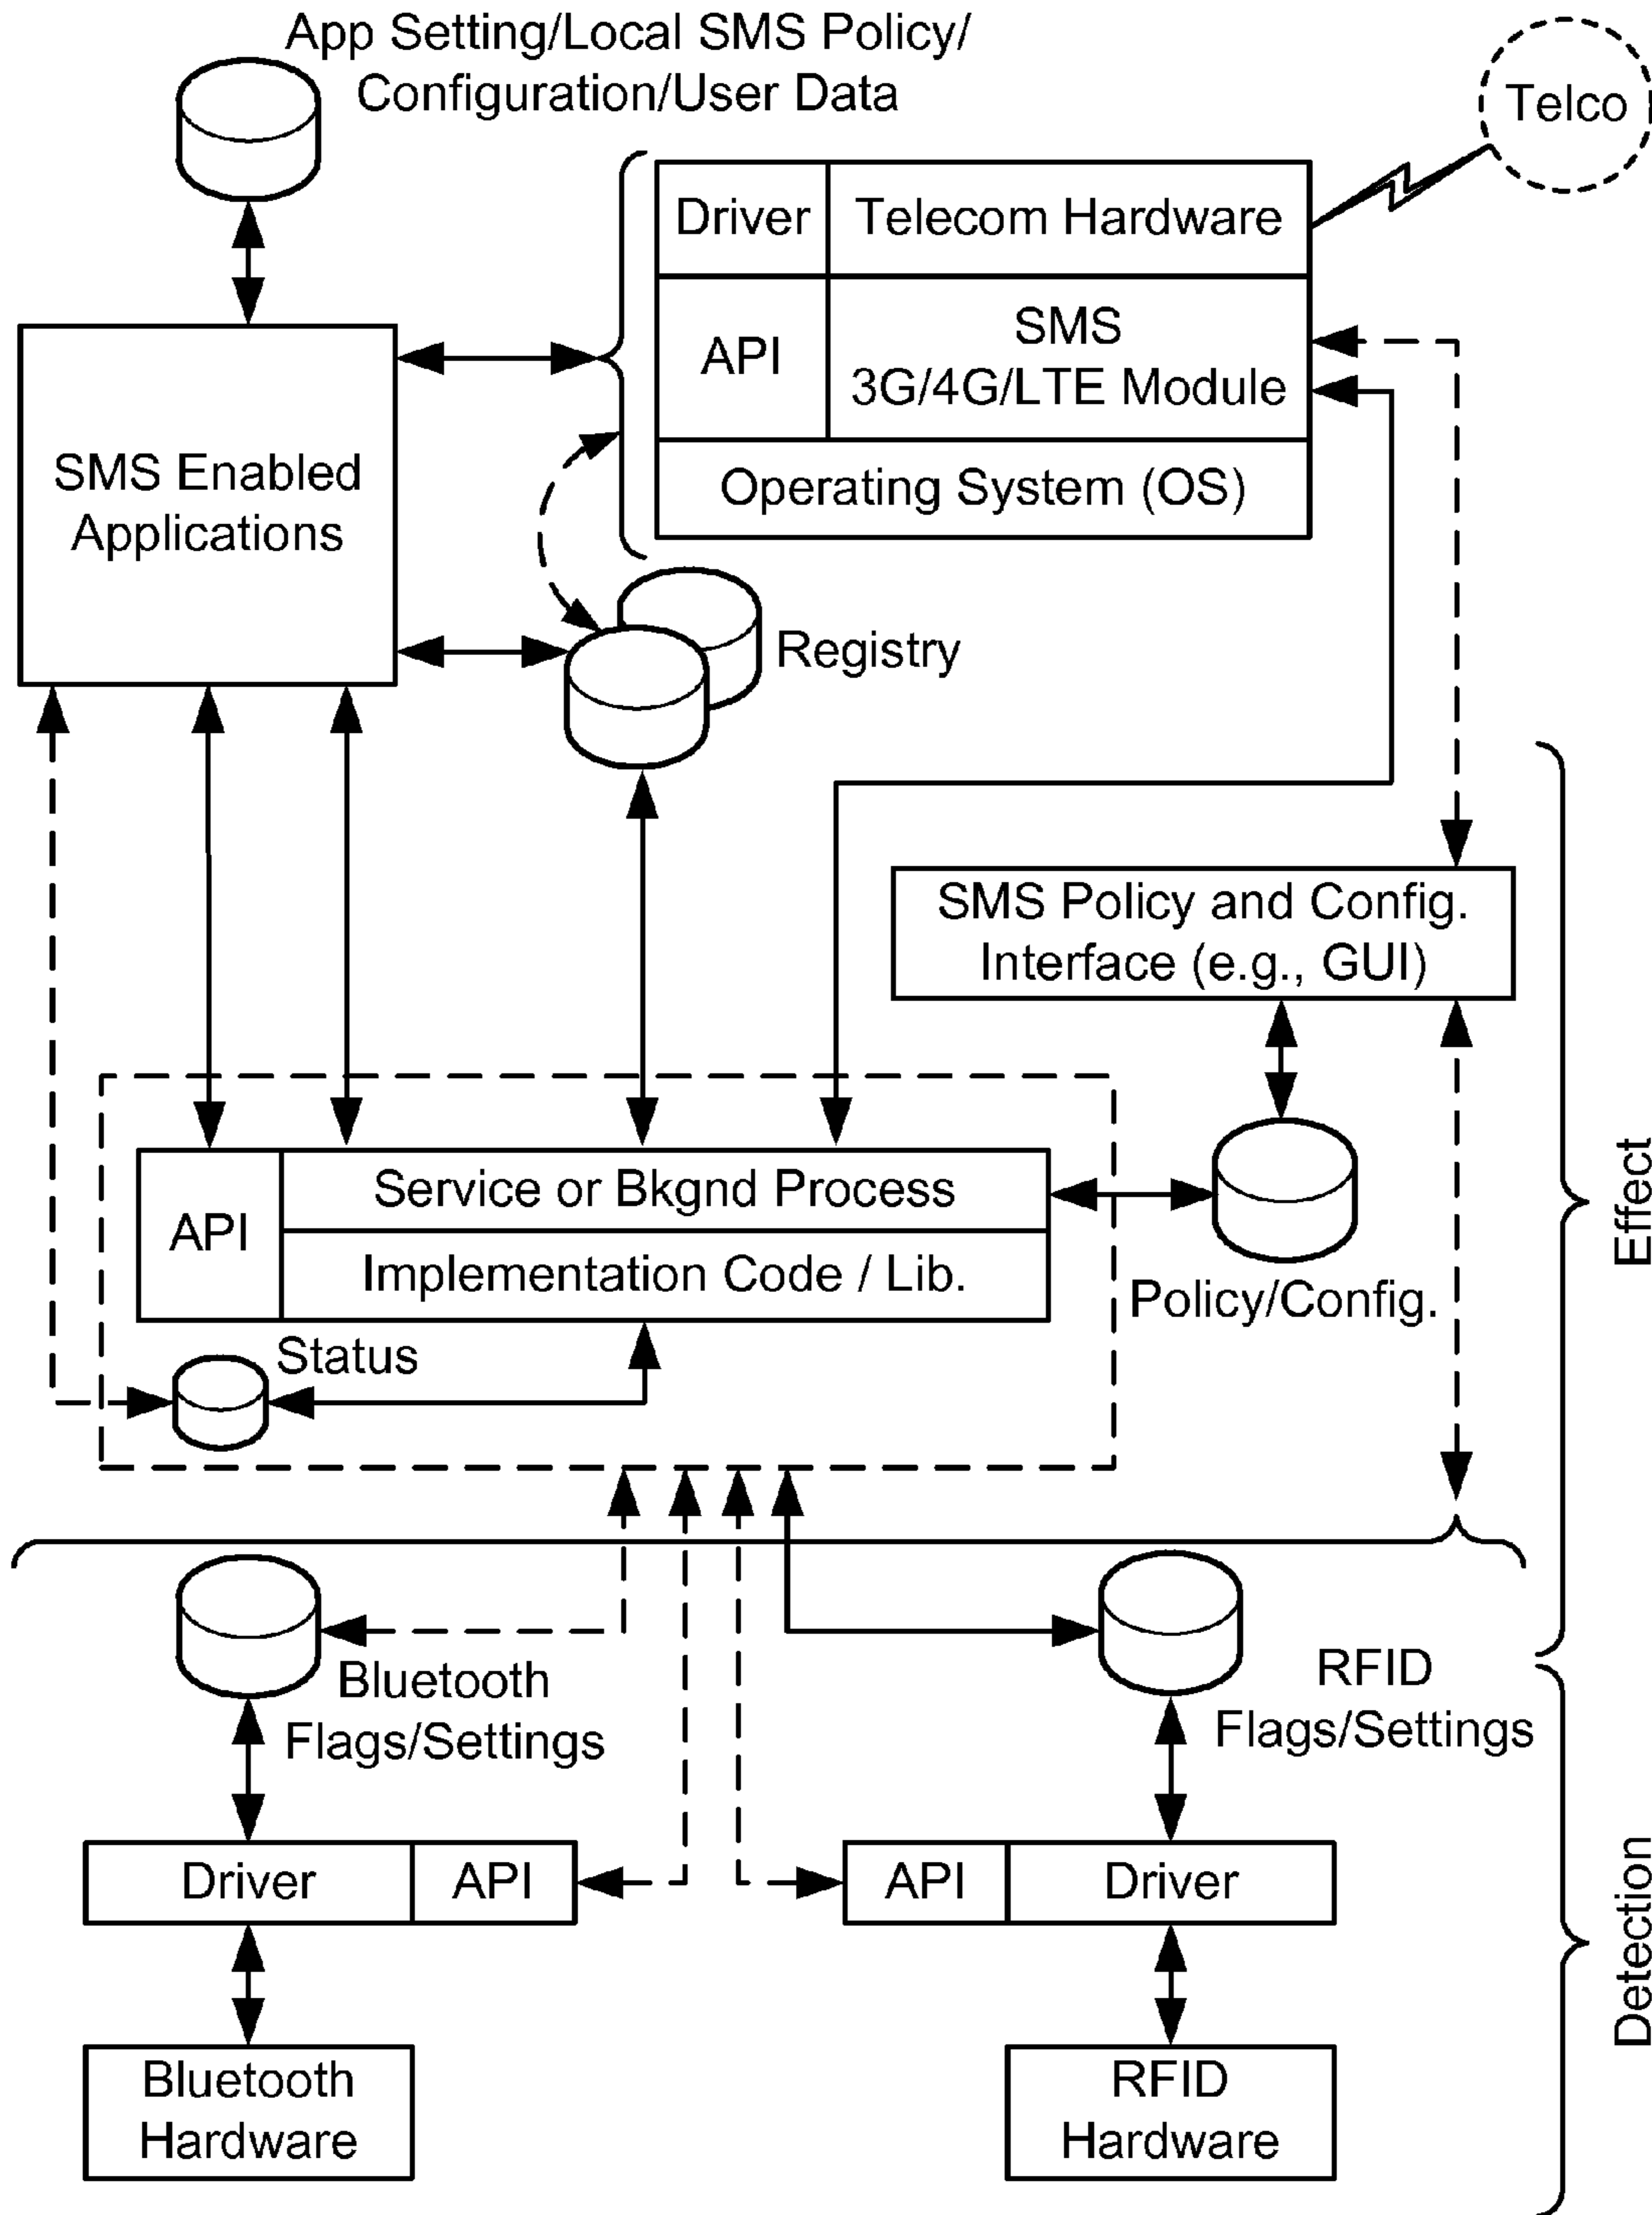 App Setting/Local SMS Policy/
Configuration/User Data
Telco
Driver
Telecom Hardware
API
SMS
3G/4G/LTE Module
Operating System (OS)
SMS Enabled
Applications
Registry
SMS Policy and Config.
Interface (e.g., GUI)
API
Service or Bkgnd Process
Implementation Code / Lib.
Policy/Config.
Status
Effect
Bluetooth
Flags/Settings
RFID
Flags/Settings
Driver
API
API
Driver
Detection
Bluetooth
Hardware
RFID
Hardware